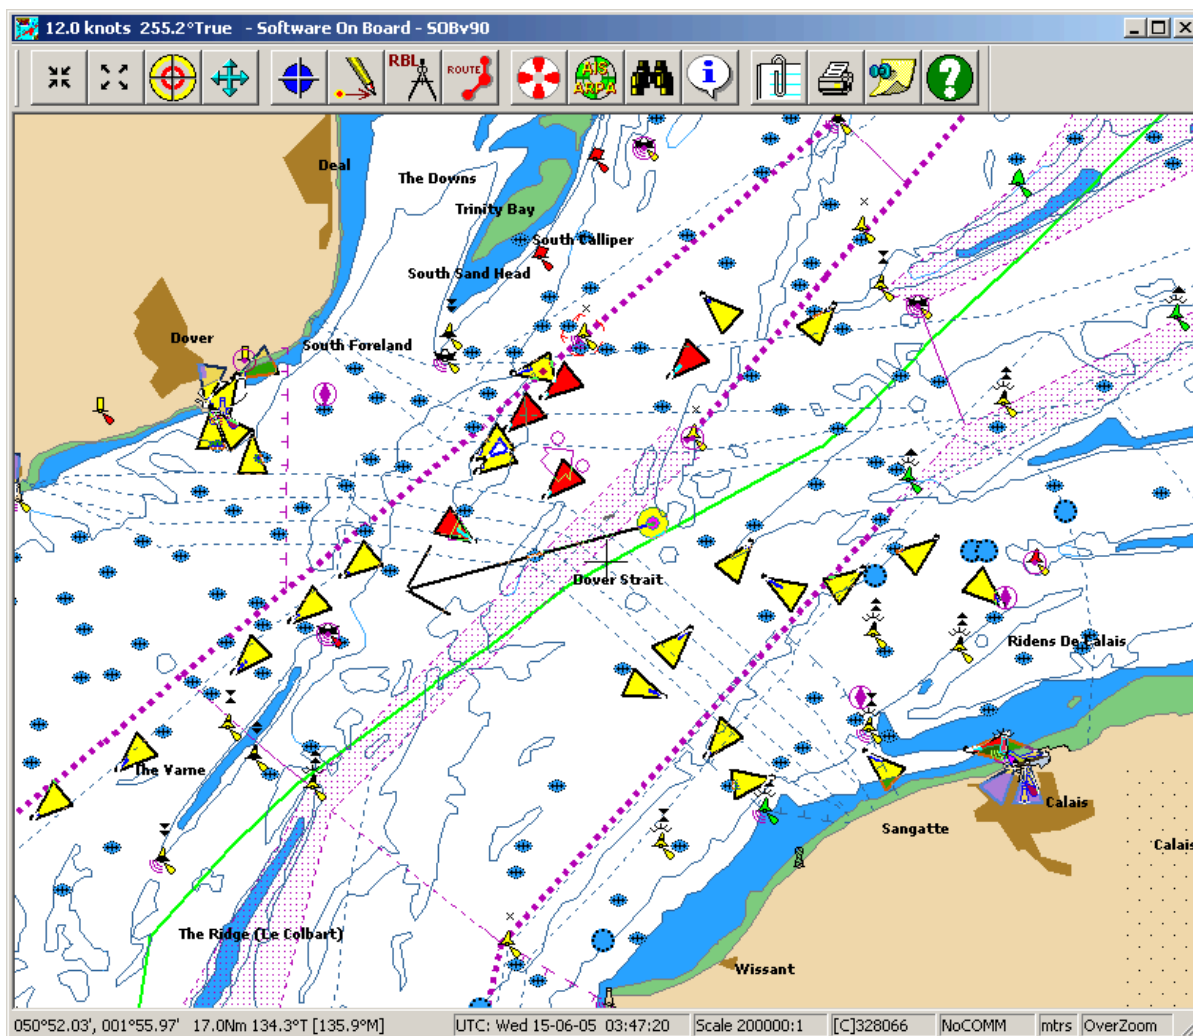 12.0 knots 255.2°True - Software On Board - SOBv90
RBL
ROUTE
AIS
ARPA
i
?
Deal
The Downs
Trinity Bay
South Calliper
South Sand Head
Dover
South Foreland
Dover Strait
Ridens De Calais
The Varne
Calais
Sangatte
Calais
The Ridge (Le Colbart)
Wissant
050°52.03', 001°55.97' 17.0Nm 134.3°T [135.9°M] UTC: Wed 15-06-05 03:47:20 Scale 200000:1 [C]328066 NoCOMM mtrs OverZoom